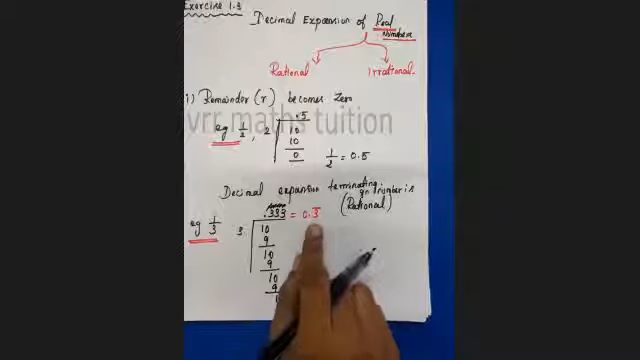 Exercise 1.3
Decimal Expansion of Real
Numbers
Rational
Irrational.
i) Remainder (r) becomes Zero
vrr maths tuition
eg 1/2, 2 .5
10
10
0
1/2 = 0.5
Decimal expansion terminating.
number is
(Rational)
eg 1/3
3 .333 = 0.3̅
10
9
10
9
10
9
1